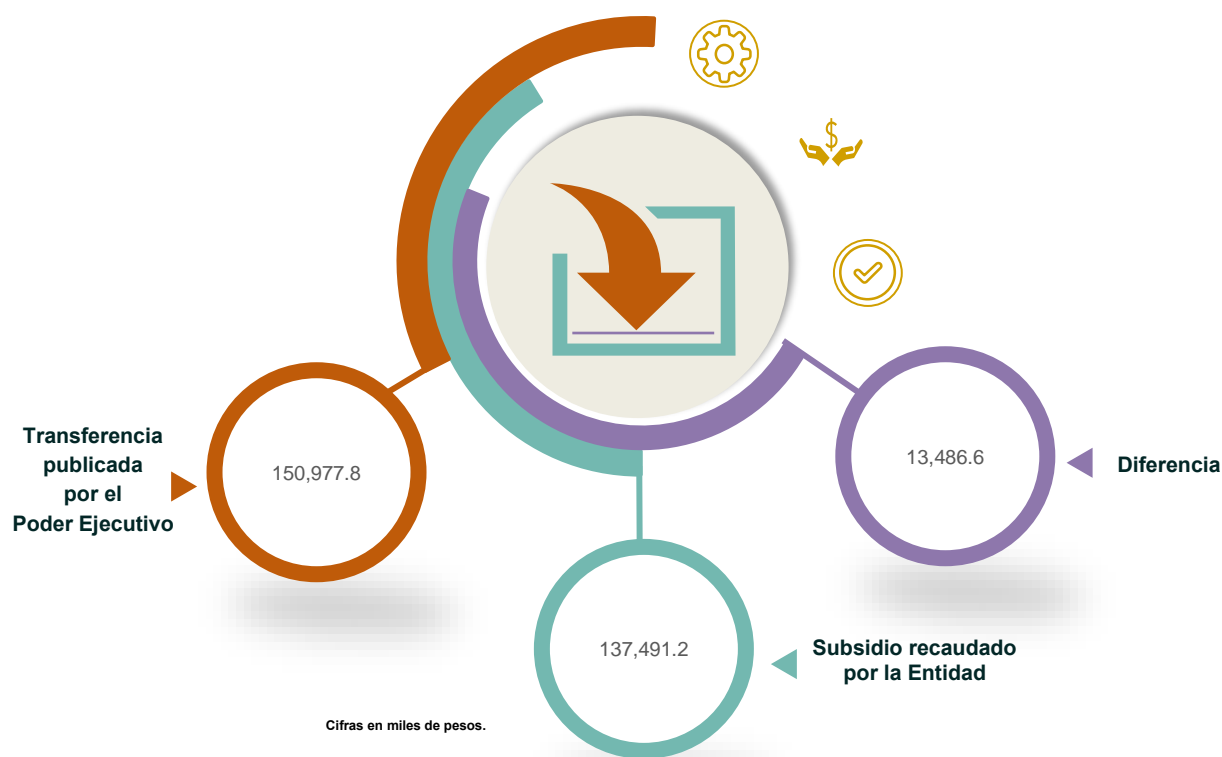 Transferencia
publicada
por el
Poder Ejecutivo
150,977.8
13,486.6
Diferencia
137,491.2
Subsidio recaudado
por la Entidad
Cifras en miles de pesos.